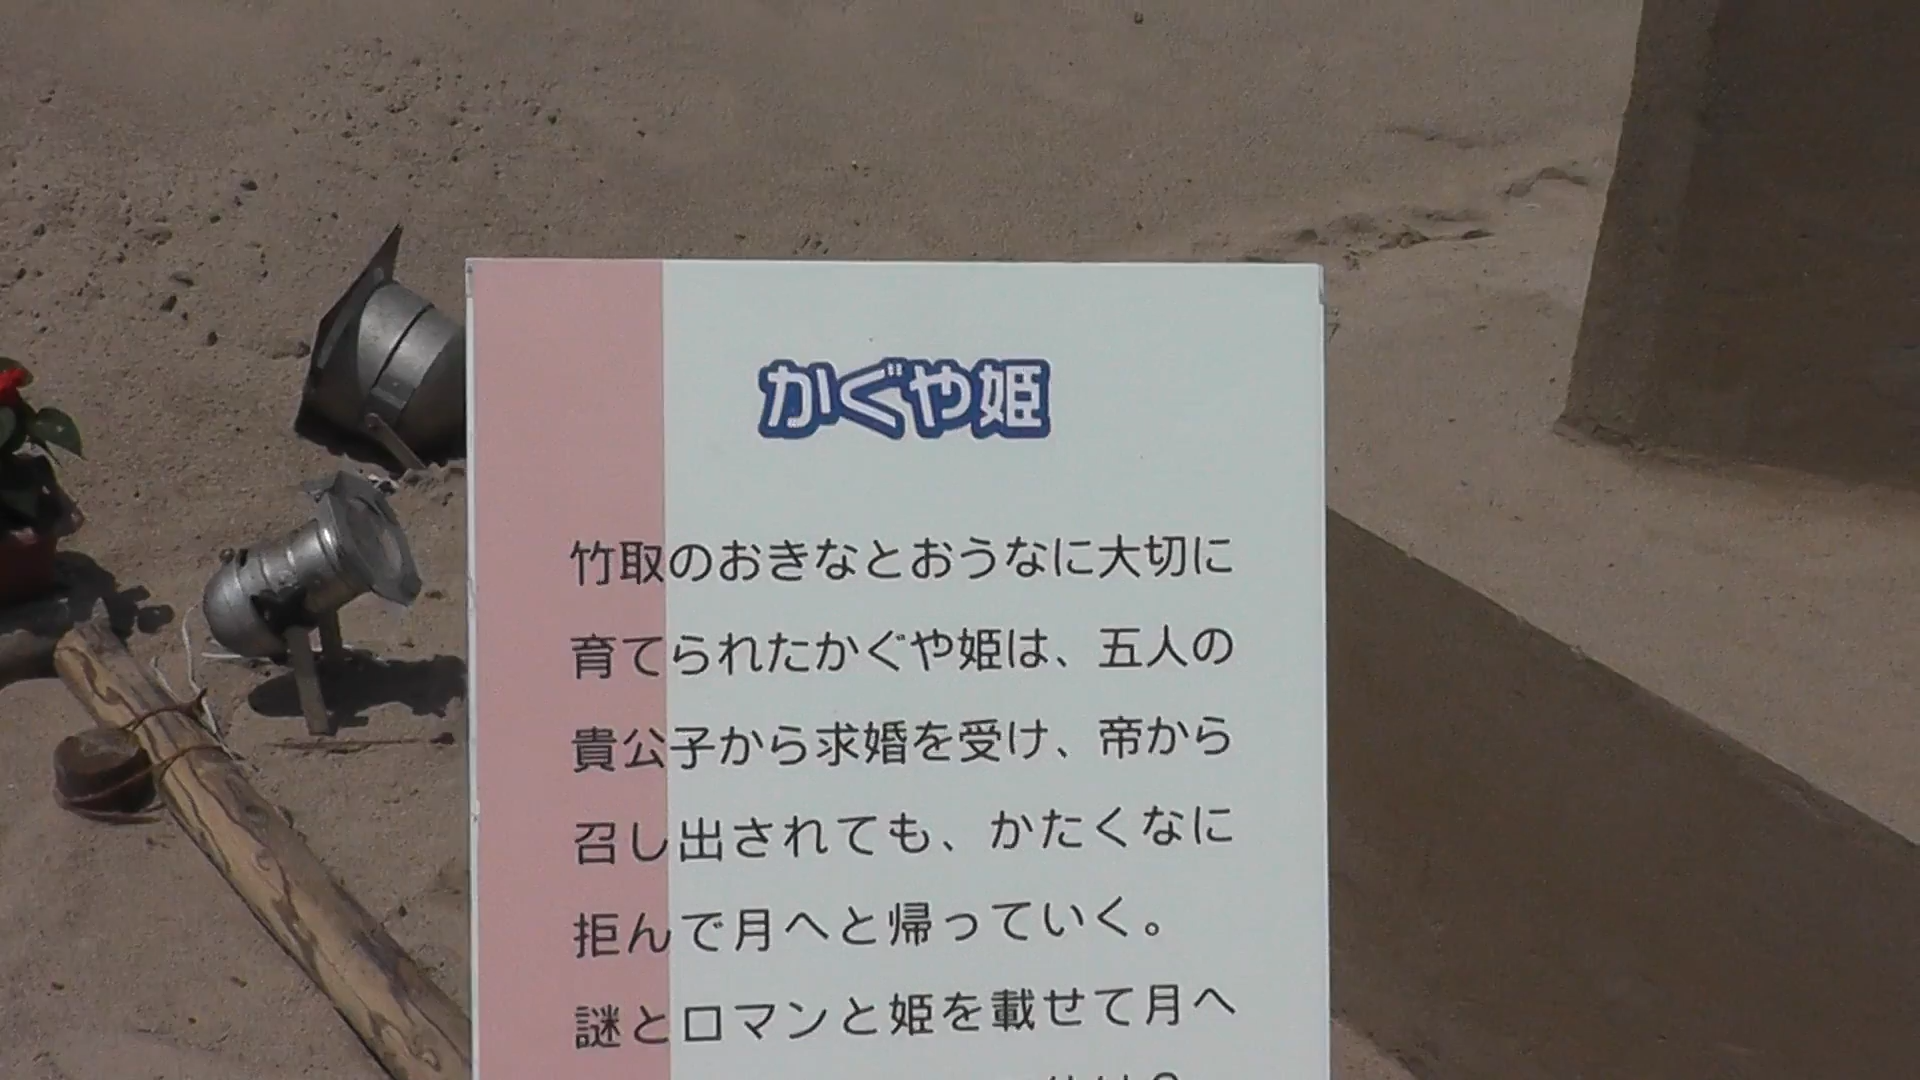 かぐや姫
竹取のおきなとおうなに大切に
育てられたかぐや姫は、五人の
貴公子から求婚を受け、帝から
召し出されても、かたくなに
拒んで月へと帰っていく。
謎とロマンと姫を載せて月へ